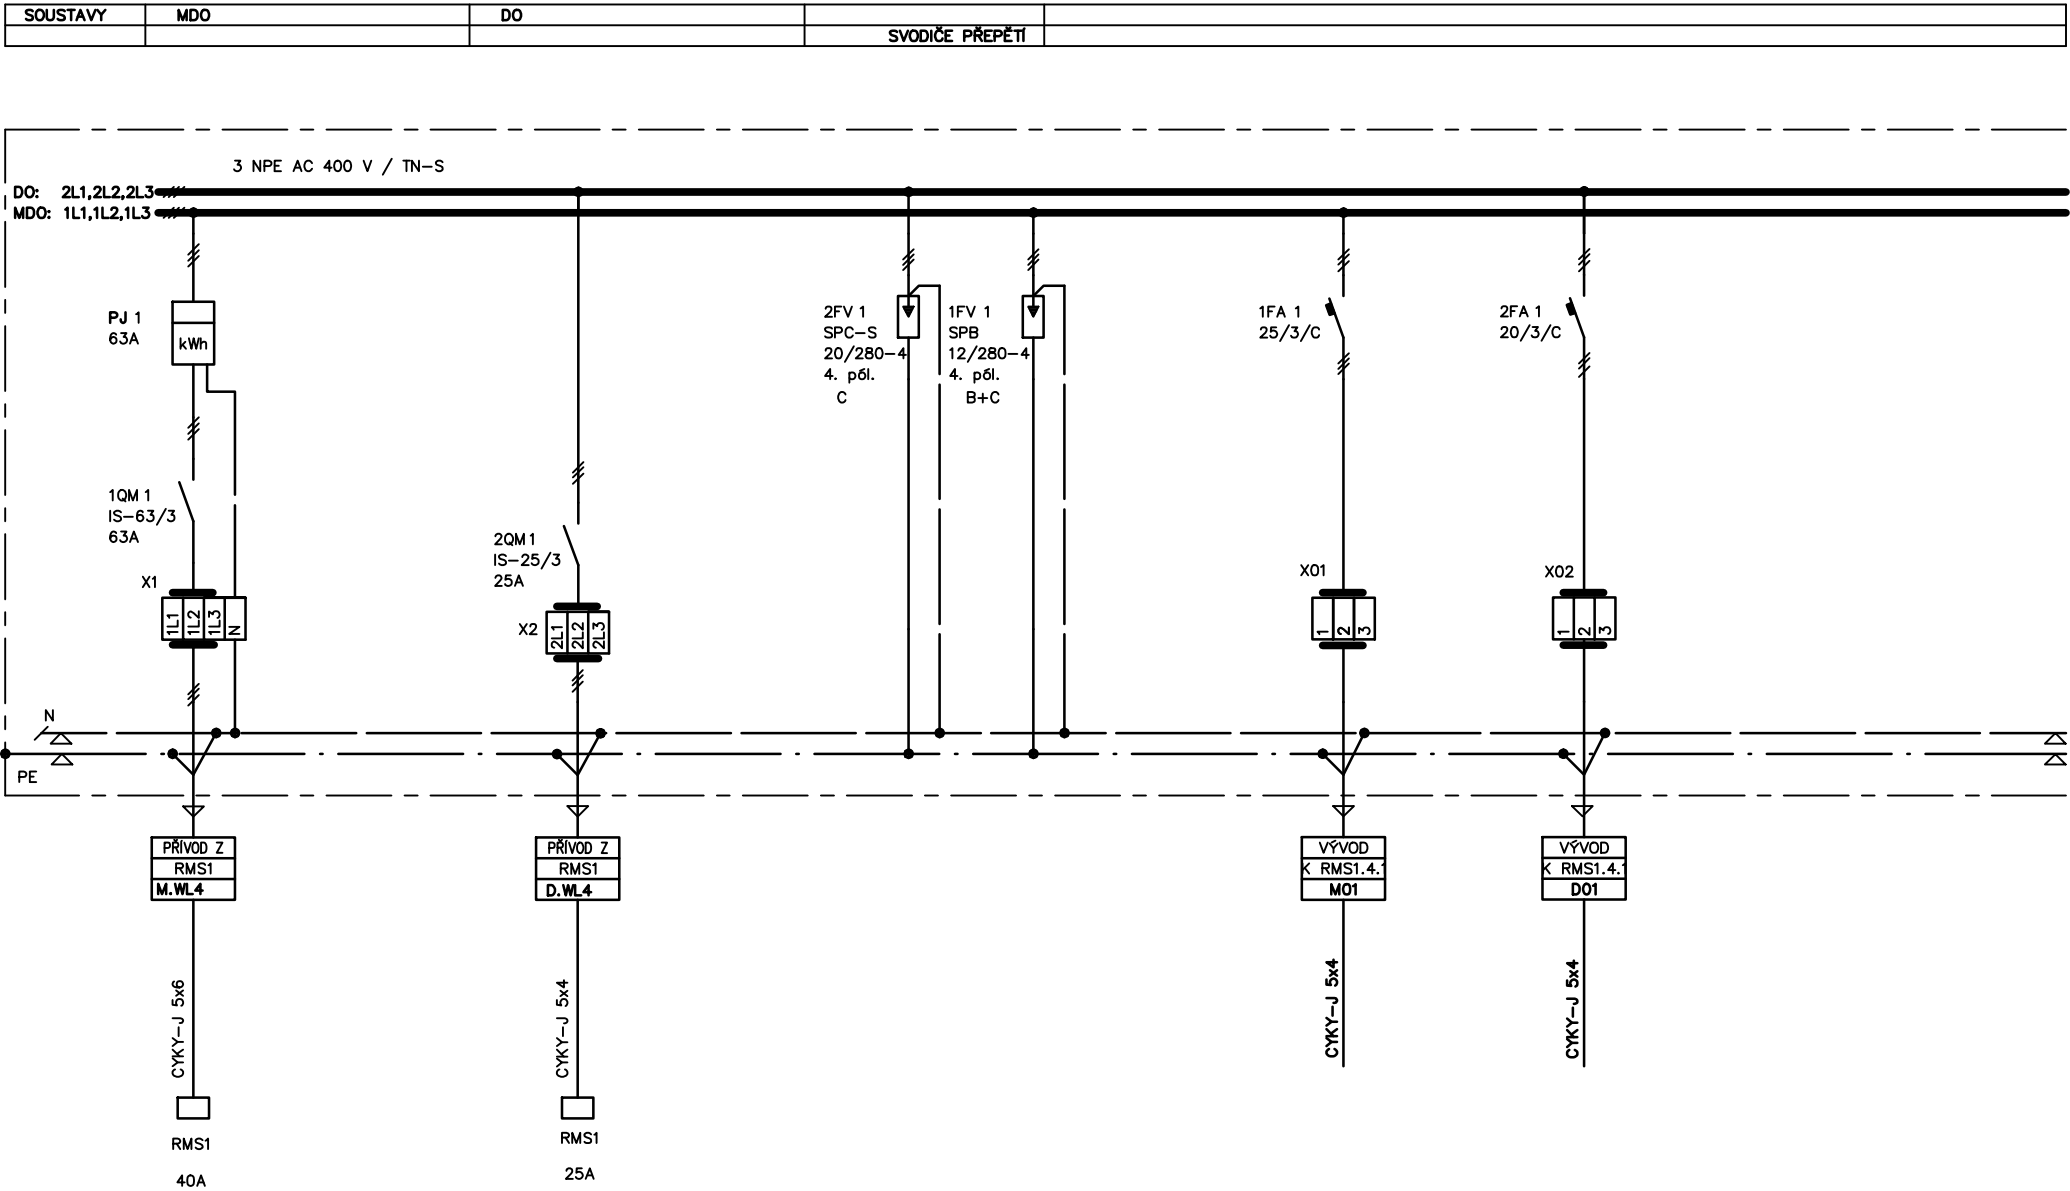 SOUSTAVY MDO DO
SVODIČE PŘEPĚTÍ
3 NPE AC 400 V / TN-S
DO: 2L1,2L2,2L3
MDO: 1L1,1L2,1L3
PJ 1
63A
kWh
2FV 1
SPC-S
20/280-4
4. pól.
C
1FV 1
SPB
12/280-4
4. pól.
B+C
1FA 1
25/3/C
2FA 1
20/3/C
1QM 1
IS-63/3
63A
2QM1
IS-25/3
25A
X1
1L1
1L2
1L3
N
X2
2L1
2L2
2L3
X01
1
2
3
X02
1
2
3
N
PE
PŘÍVOD Z
RMS1
M.WL4
PŘÍVOD Z
RMS1
D.WL4
VÝVOD
K RMS1.4.1
M01
VÝVOD
K RMS1.4.1
D01
CYKY-J 5x6
CYKY-J 5x4
CYKY-J 5x4
CYKY-J 5x4
RMS1
40A
RMS1
25A